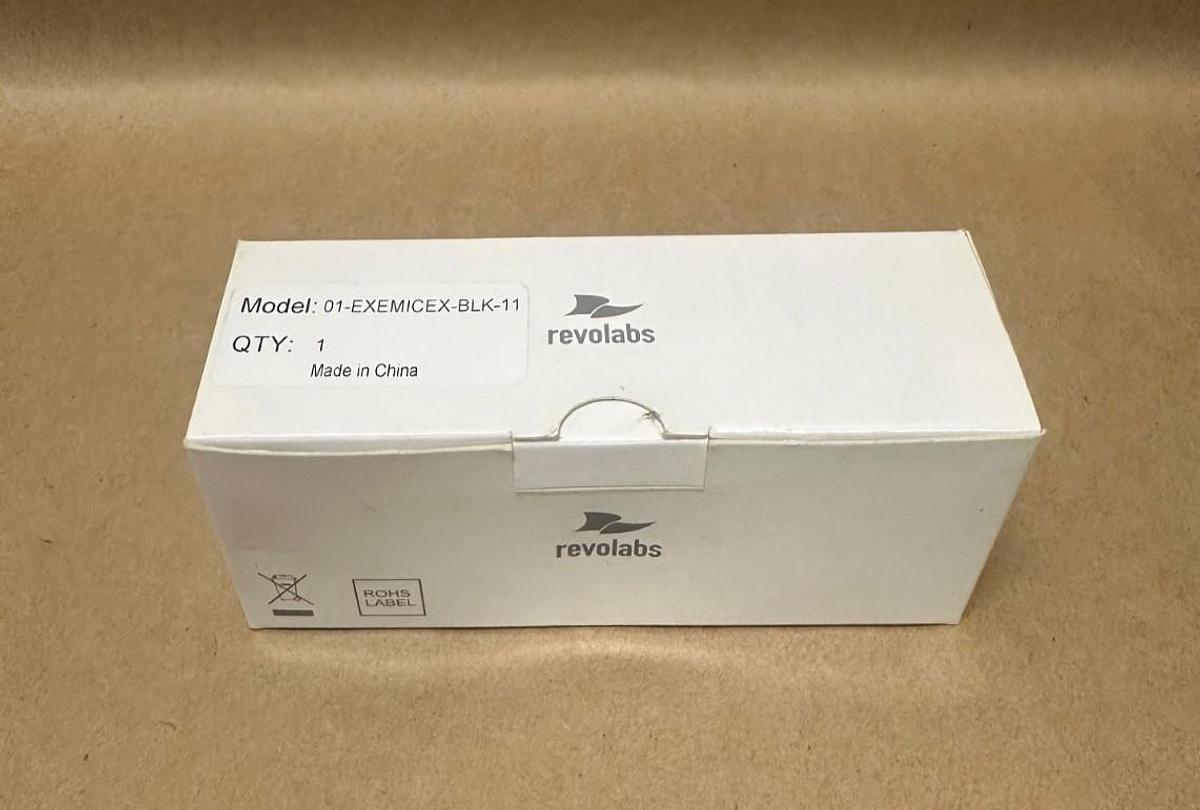 Model: 01-EXEMICEX-BLK-11
QTY: 1
Made in China
revolabs
revolabs
ROHS
LABEL